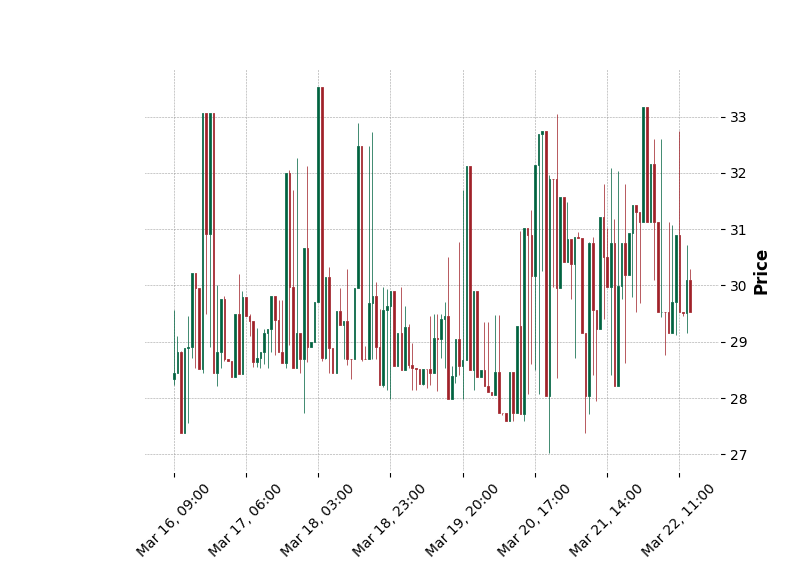 33
32
31
30
29
28
27
Price
Mar 16, 09:00
Mar 17, 06:00
Mar 18, 03:00
Mar 18, 23:00
Mar 19, 20:00
Mar 20, 17:00
Mar 21, 14:00
Mar 22, 11:00